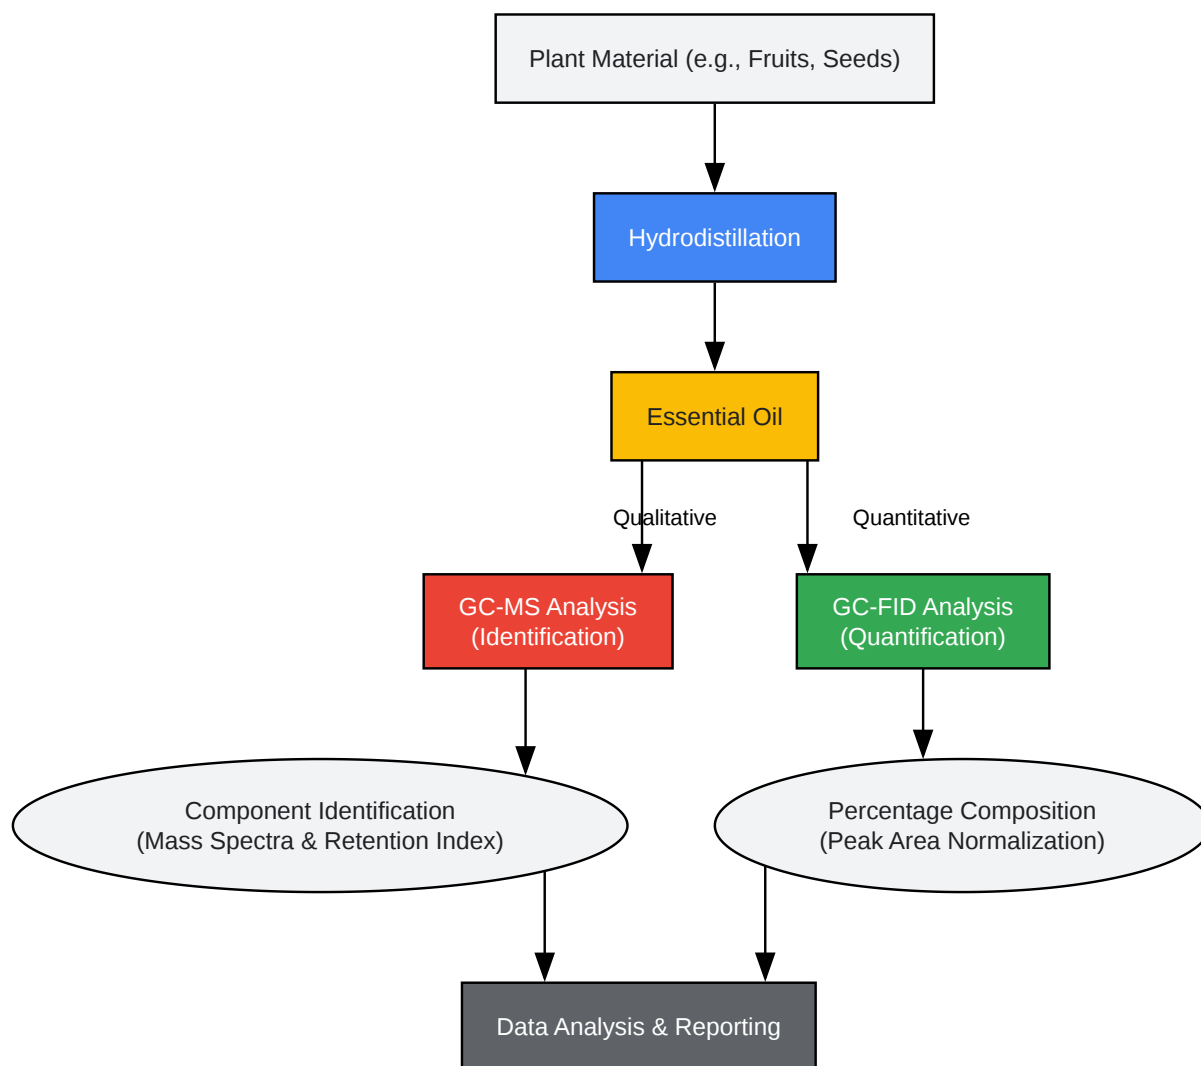 Plant Material (e.g., Fruits, Seeds)
Hydrodistillation
Essential Oil
Qualitative
Quantitative
GC-MS Analysis
(Identification)
GC-FID Analysis
(Quantification)
Component Identification
(Mass Spectra & Retention Index)
Percentage Composition
(Peak Area Normalization)
Data Analysis & Reporting